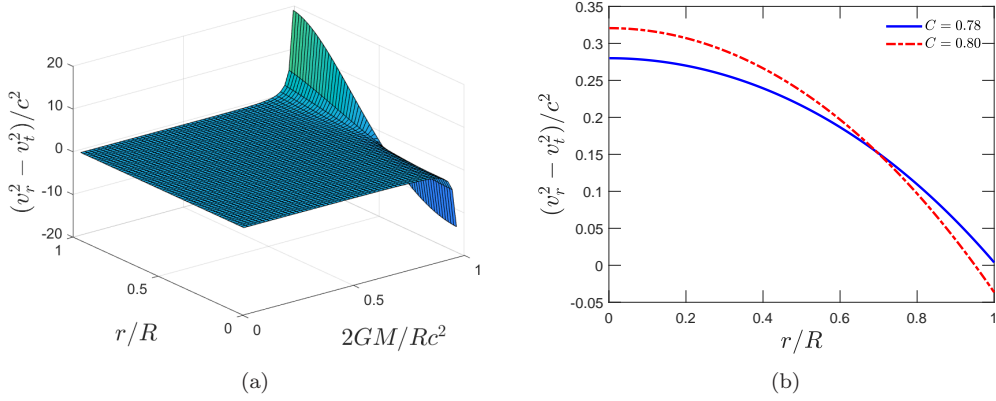 20
10
0
-10
-20
(v_r^2 − v_t^2)/c^2
1
0.5
0
r/R
0
0.5
1
2GM/Rc^2
(a)
0.35
0.3
0.25
0.2
0.15
0.1
0.05
0
-0.05
(v_r^2 − v_t^2)/c^2
C = 0.78
C = 0.80
0 0.2 0.4 0.6 0.8 1
r/R
(b)